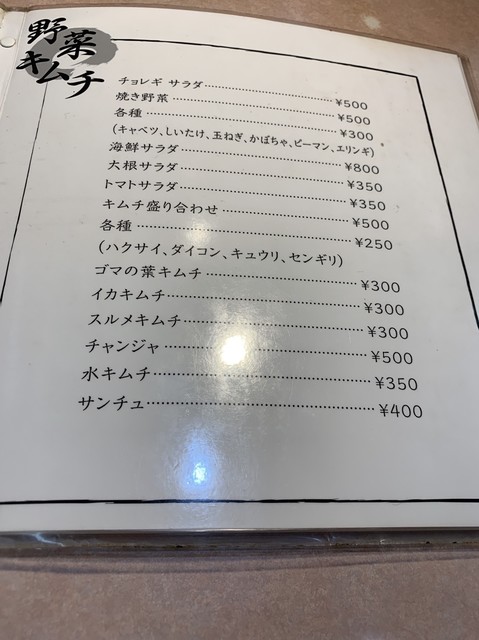 野菜
キムチ
チョレギ サラダ ¥500
焼き野菜 ¥500
各種 ¥300
(キャベツ、しいたけ、玉ねぎ、かぼちゃ、ピーマン、エリンギ)
海鮮サラダ ¥800
大根サラダ ¥350
トマトサラダ ¥350
キムチ盛り合わせ ¥500
各種 ¥250
(ハクサイ、ダイコン、キュウリ、センギリ)
ゴマの葉キムチ ¥300
イカキムチ ¥300
スルメキムチ ¥300
チャンジャ ¥500
水キムチ ¥350
サンチュ ¥400